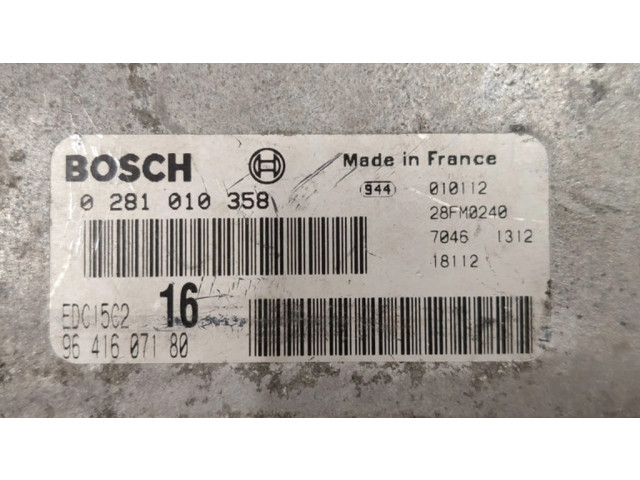 BOSCH
Made in France
0 281 010 358
944 010112
28FM0240
7046 1312
18112
EDC15C2 16
96 416 071 80